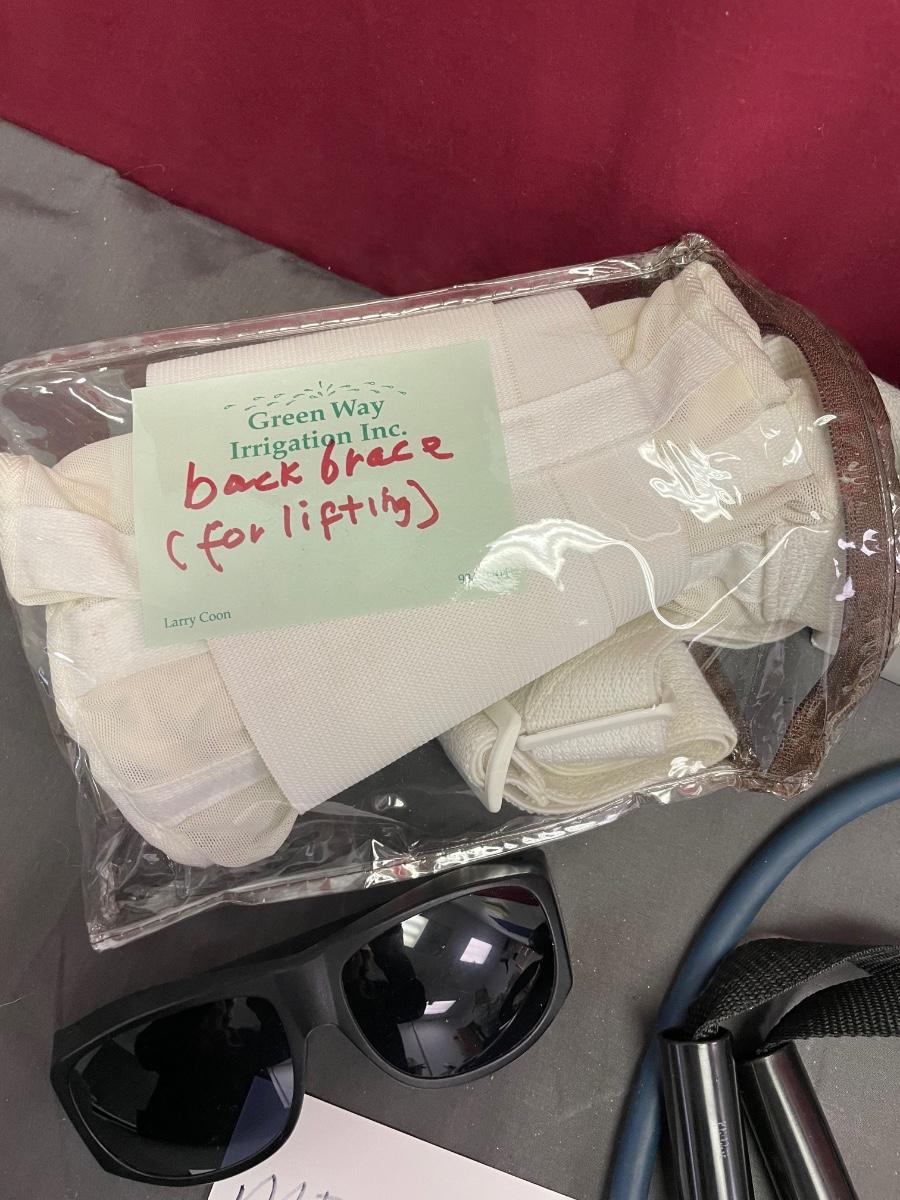 Green Way
Irrigation Inc.
back brace
(for lifting)
Larry Coon